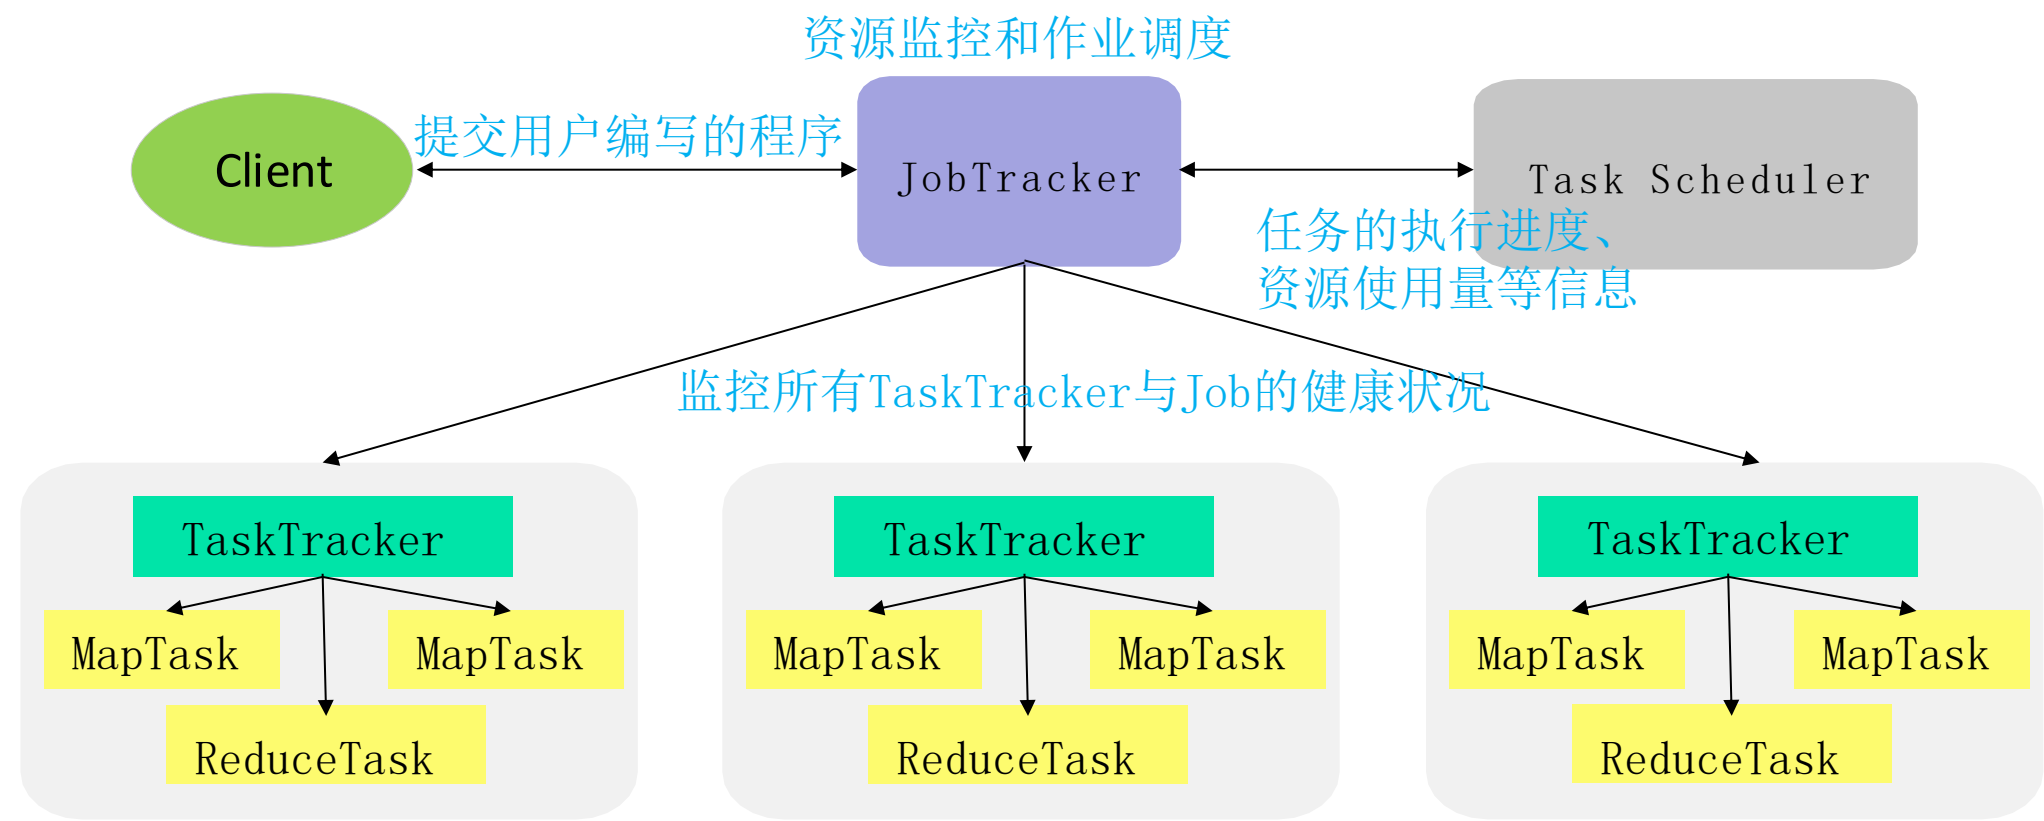 资源监控和作业调度
提交用户编写的程序
Client
JobTracker
Task Scheduler
任务的执行进度、
资源使用量等信息
监控所有TaskTracker与Job的健康状况
TaskTracker
MapTask
MapTask
ReduceTask
TaskTracker
MapTask
MapTask
ReduceTask
TaskTracker
MapTask
MapTask
ReduceTask